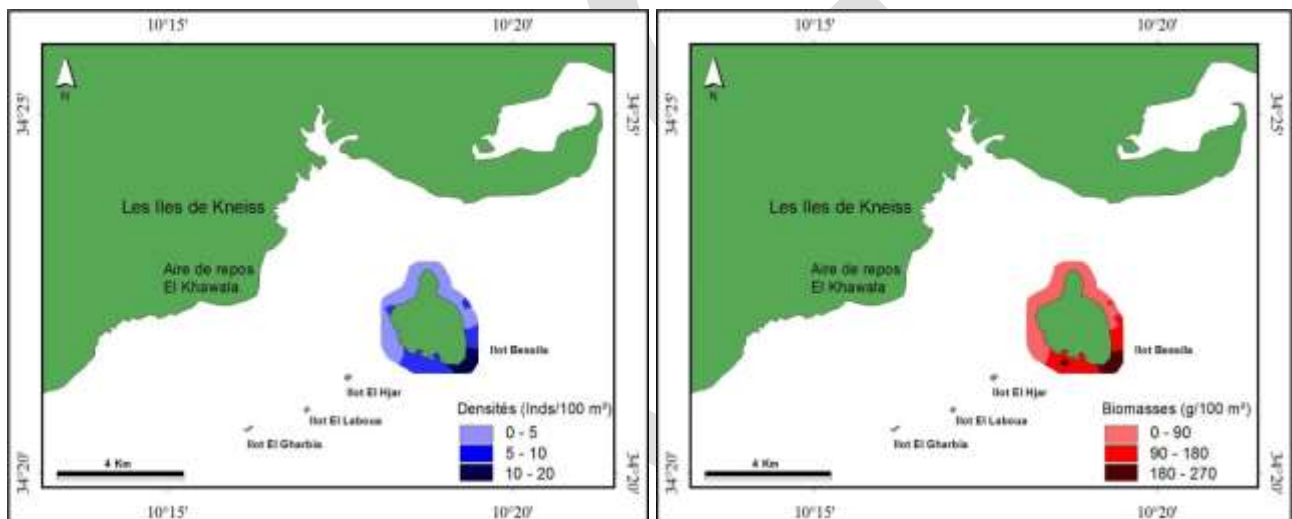 10°15' 10°20'
N
34°25' 34°25'
Les Iles de Kneiss
Aire de repos
El Khawala
Ilot Bessila
Ilot El Hjar
Ilot El Laboua
Ilot El Gharbia
Densités (Inds/100 m²)
0 - 5
5 - 10
10 - 20
4 Km
34°20' 34°20'
10°15' 10°20'
10°15' 10°20'
N
34°25' 34°25'
Les Iles de Kneiss
Aire de repos
El Khawala
Ilot Bessila
Ilot El Hjar
Ilot El Laboua
Ilot El Gharbia
Biomasses (g/100 m²)
0 - 90
90 - 180
180 - 270
4 Km
34°20' 34°20'
10°15' 10°20'